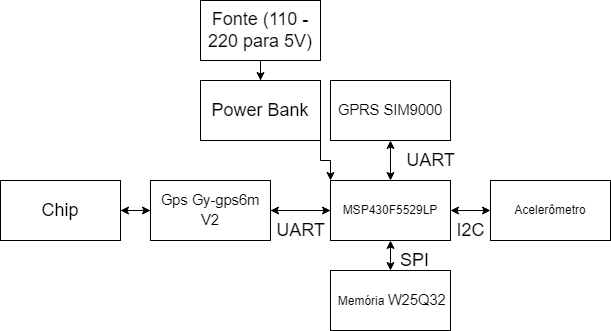 Fonte (110 -
220 para 5V)
Power Bank
GPRS SIM9000
UART
Chip
Gps Gy-gps6m
V2
UART
MSP430F5529LP
I2C
Acelerômetro
SPI
Memória W25Q32